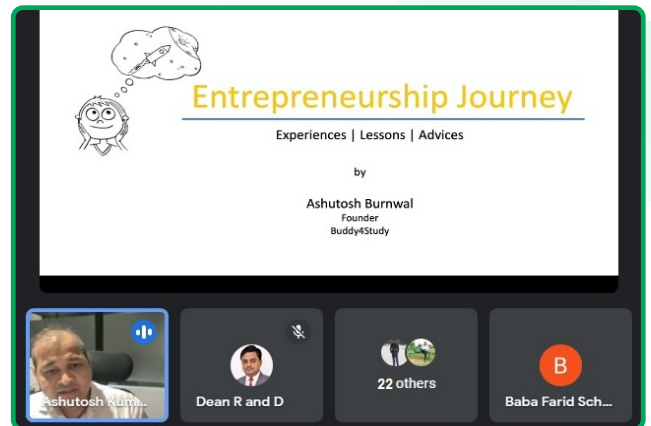 Entrepreneurship Journey
Experiences | Lessons | Advices
by
Ashutosh Burnwal
Founder
Buddy4Study
Ashutosh Kum...
Dean R and D
22 others
B
Baba Farid Sch...